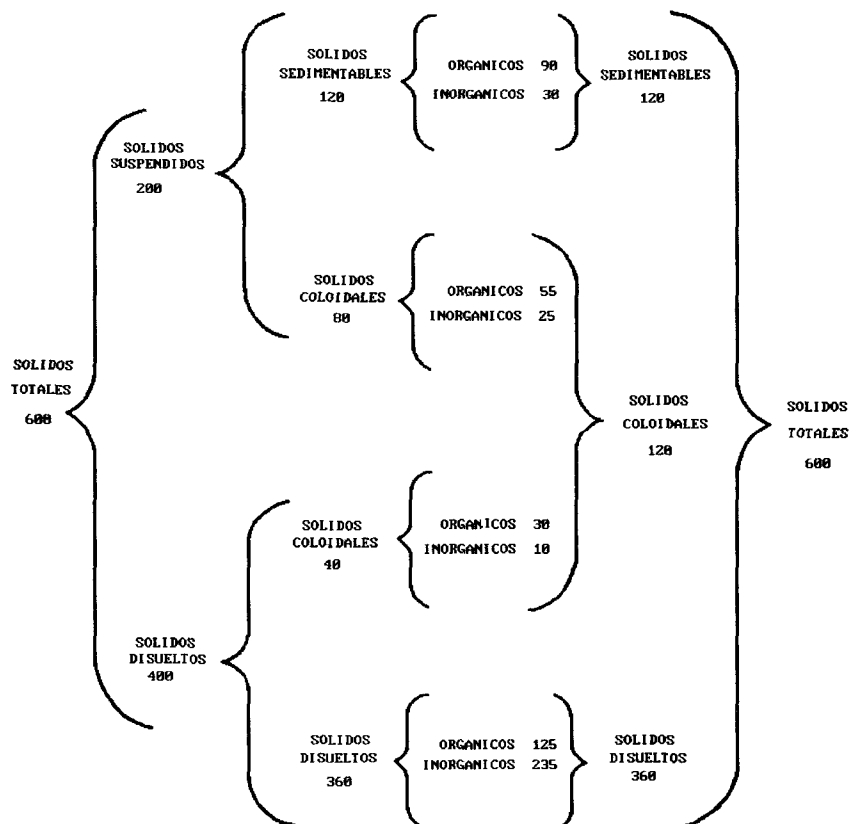 SOLIDOS
TOTALES
600
SOLIDOS
SUSPENDIDOS
200
SOLIDOS
SEDIMENTABLES
120
ORGANICOS 90
INORGANICOS 30
SOLIDOS
SEDIMENTABLES
120
SOLIDOS
COLOIDALES
80
ORGANICOS 55
INORGANICOS 25
SOLIDOS
COLOIDALES
120
SOLIDOS
TOTALES
600
SOLIDOS
COLOIDALES
40
ORGANICOS 30
INORGANICOS 10
SOLIDOS
DISUELTOS
400
SOLIDOS
DISUELTOS
360
ORGANICOS 125
INORGANICOS 235
SOLIDOS
DISUELTOS
360